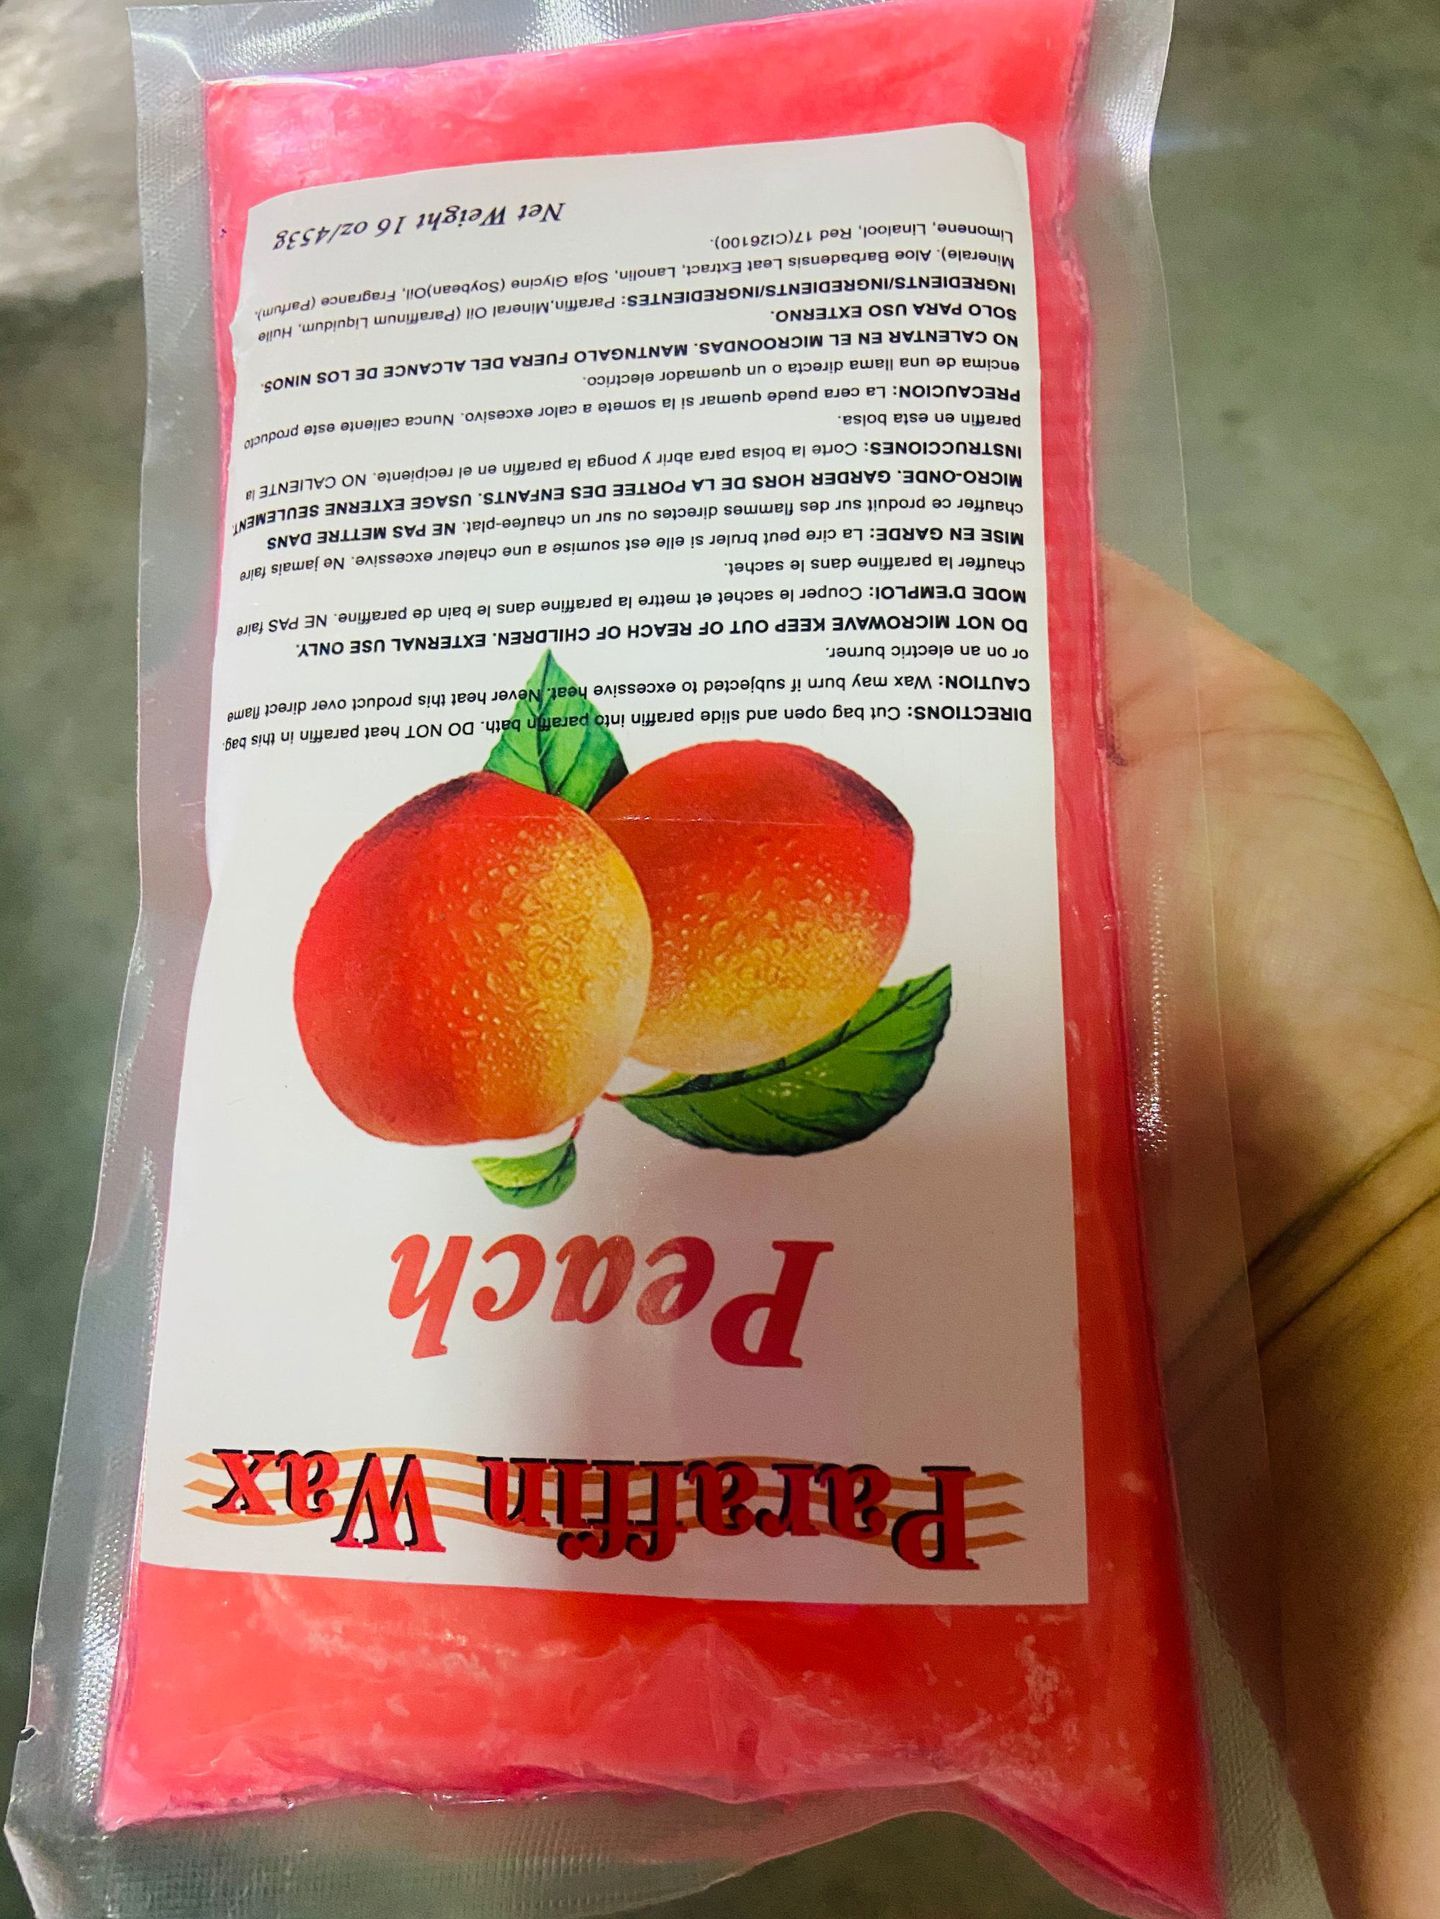 Paraffin Wax
Peach
DIRECTIONS: Cut bag open and slide paraffin into paraffin bath. DO NOT heat paraffin in this bag.
CAUTION: Wax may burn if subjected to excessive heat. Never heat this product over direct flame
or on an electric burner.
DO NOT MICROWAVE KEEP OUT OF REACH OF CHILDREN. EXTERNAL USE ONLY.
MODE D'EMPLOI: Couper le sachet et mettre la paraffine dans le bain de paraffine. NE PAS faire
chauffer la paraffine dans le sachet.
MISE EN GARDE: La cire peut bruler si elle est soumise a une chaleur excessive. Ne jamais faire
chauffer ce produit sur des flammes directes ou sur un chaufee-plat. NE PAS METTRE DANS
MICRO-ONDE. GARDER HORS DE LA PORTEE DES ENFANTS. USAGE EXTERNE SEULEMENT
INSTRUCCIONES: Corte la bolsa para abrir y ponga la paraffin en el recipiente. NO CALIENTE la
paraffin en esta bolsa.
PRECAUCION: La cera puede quemar si la somete a calor excesivo. Nunca caliente este producto
encima de una llama directa o un quemador electrico.
NO CALENTAR EN EL MICROONDAS. MANTNGALO FUERA DEL ALCANCE DE LOS NINOS.
SOLO PARA USO EXTERNO.
INGREDIENTS/INGREDIENTS/INGREDIENTES: Paraffin,Mineral Oil (Paraffinum Liquidum, Huile
Minerale). Aloe Barbadensis Leat Extract, Lanolin, Soja Glycine (Soybean)Oil, Fragrance (Parfum),
Limonene, Linalool, Red 17(CI26100).
Net Weight 16 oz/453g